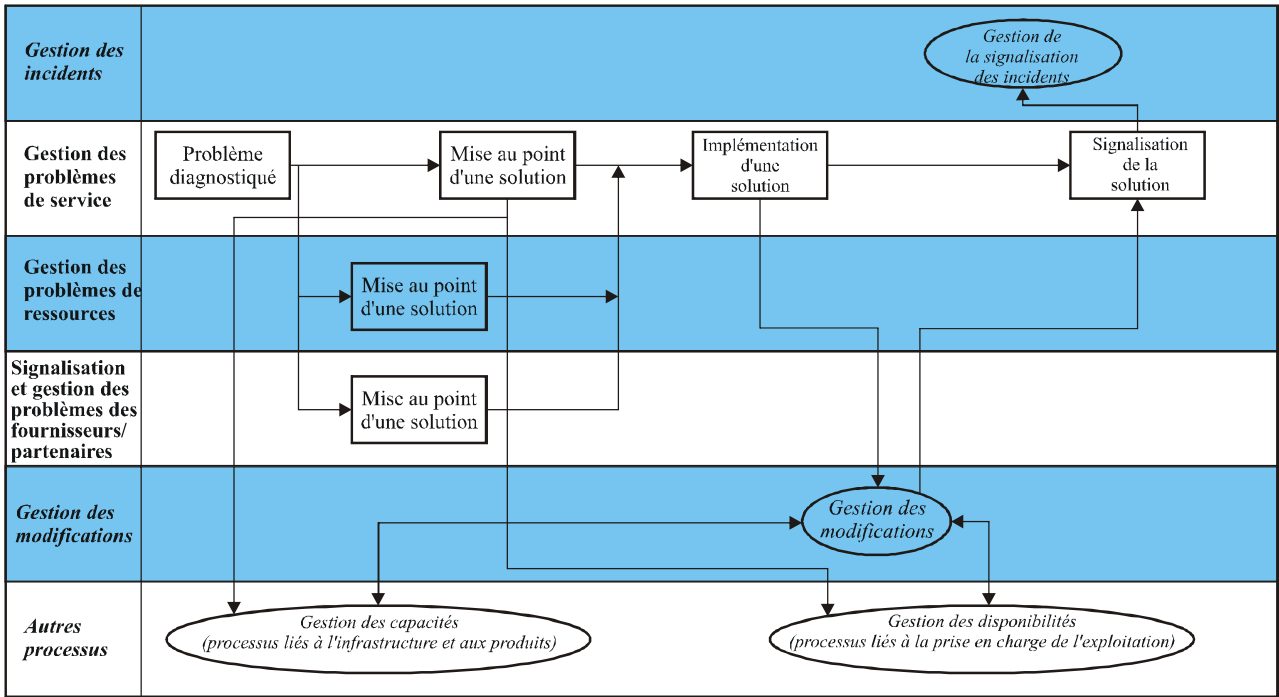 Gestion des
incidents
Gestion de
la signalisation
des incidents
Gestion des
problèmes
de service
Problème
diagnostiqué
Mise au point
d'une solution
Implémentation
d'une
solution
Signalisation
de la
solution
Gestion des
problèmes de
ressources
Mise au point
d'une solution
Signalisation
et gestion des
problèmes des
fournisseurs/
partenaires
Mise au point
d'une solution
Gestion des
modifications
Gestion des
modifications
Autres
processus
Gestion des capacités
(processus liés à l'infrastructure et aux produits)
Gestion des disponibilités
(processus liés à la prise en charge de l'exploitation)